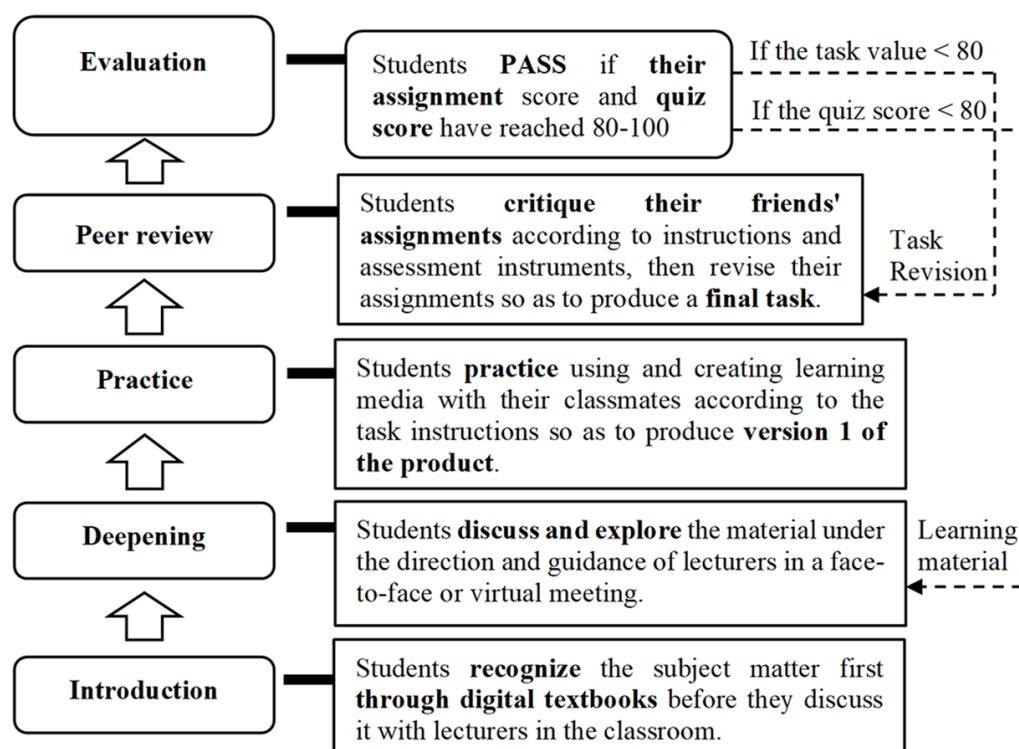 Evaluation
Students PASS if their
assignment score and quiz
score have reached 80-100
If the task value < 80
If the quiz score < 80
Peer review
Students critique their friends'
assignments according to instructions and
assessment instruments, then revise their
assignments so as to produce a final task.
Task
Revision
Practice
Students practice using and creating learning
media with their classmates according to the
task instructions so as to produce version 1 of
the product.
Deepening
Students discuss and explore the material under
the direction and guidance of lecturers in a face-
to-face or virtual meeting.
Learning
material
Introduction
Students recognize the subject matter first
through digital textbooks before they discuss
it with lecturers in the classroom.